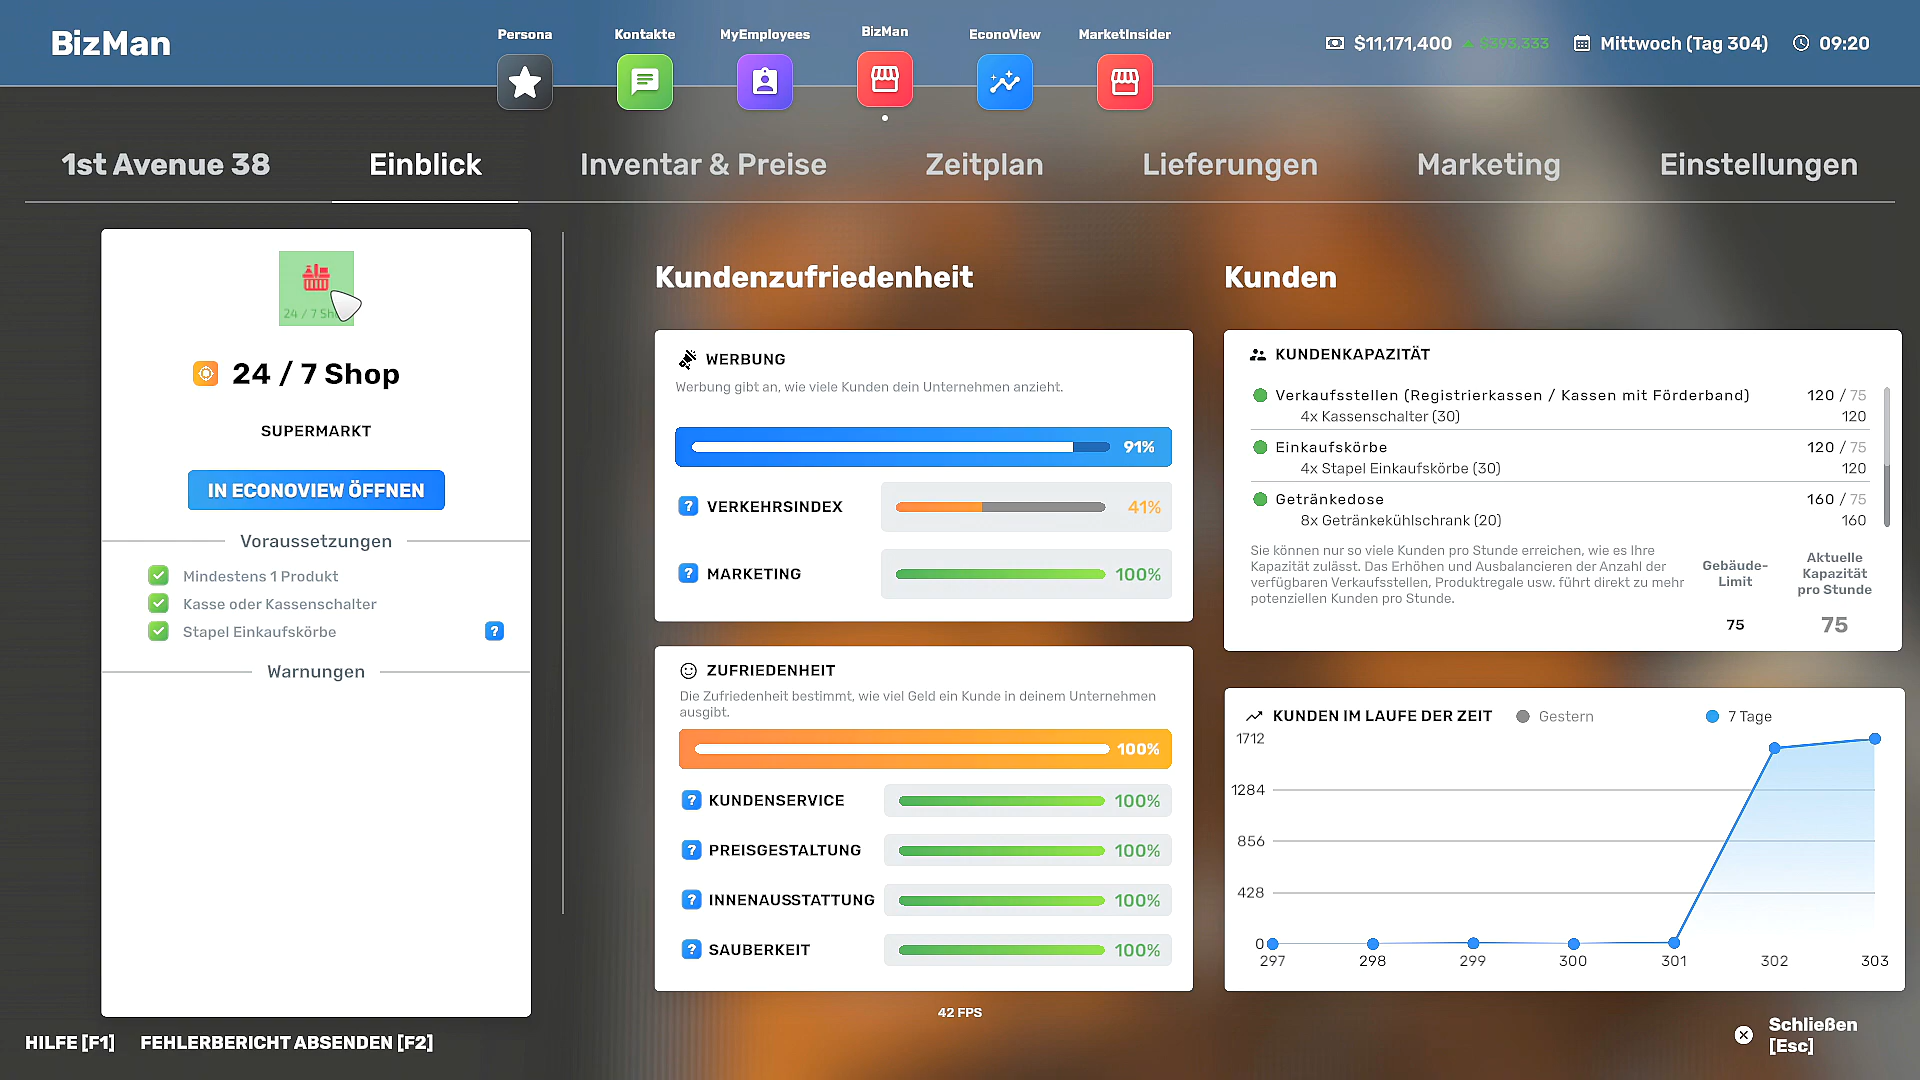 BizMan
Persona
Kontakte
MyEmployees
BizMan
EconoView
MarketInsider
$11,171,400
$393,333
Mittwoch (Tag 304)
09:20
1st Avenue 38
Einblick
Inventar & Preise
Zeitplan
Lieferungen
Marketing
Einstellungen
24 / 7 Sh
24 / 7 Shop
SUPERMARKT
IN ECONOVIEW ÖFFNEN
Voraussetzungen
Mindestens 1 Produkt
Kasse oder Kassenschalter
Stapel Einkaufskörbe
?
Warnungen
Kundenzufriedenheit
WERBUNG
Werbung gibt an, wie viele Kunden dein Unternehmen anzieht.
91%
? VERKEHRSINDEX 41%
? MARKETING 100%
ZUFRIEDENHEIT
Die Zufriedenheit bestimmt, wie viel Geld ein Kunde in deinem Unternehmen
ausgibt.
100%
? KUNDENSERVICE 100%
? PREISGESTALTUNG 100%
? INNENAUSSTATTUNG 100%
? SAUBERKEIT 100%
Kunden
KUNDENKAPAZITÄT
Verkaufsstellen (Registrierkassen / Kassen mit Förderband) 120 / 75
4x Kassenschalter (30) 120
Einkaufskörbe 120 / 75
4x Stapel Einkaufskörbe (30) 120
Getränkedose 160 / 75
8x Getränkekühlschrank (20) 160
Sie können nur so viele Kunden pro Stunde erreichen, wie es Ihre
Kapazität zulässt. Das Erhöhen und Ausbalancieren der Anzahl der
verfügbaren Verkaufsstellen, Produktregale usw. führt direkt zu mehr
potenziellen Kunden pro Stunde.
Gebäude-
Limit
75
Aktuelle
Kapazität
pro Stunde
75
KUNDEN IM LAUFE DER ZEIT
Gestern
7 Tage
1712
1284
856
428
0
297 298 299 300 301 302 303
42 FPS
HILFE [F1]
FEHLERBERICHT ABSENDEN [F2]
Schließen
[Esc]